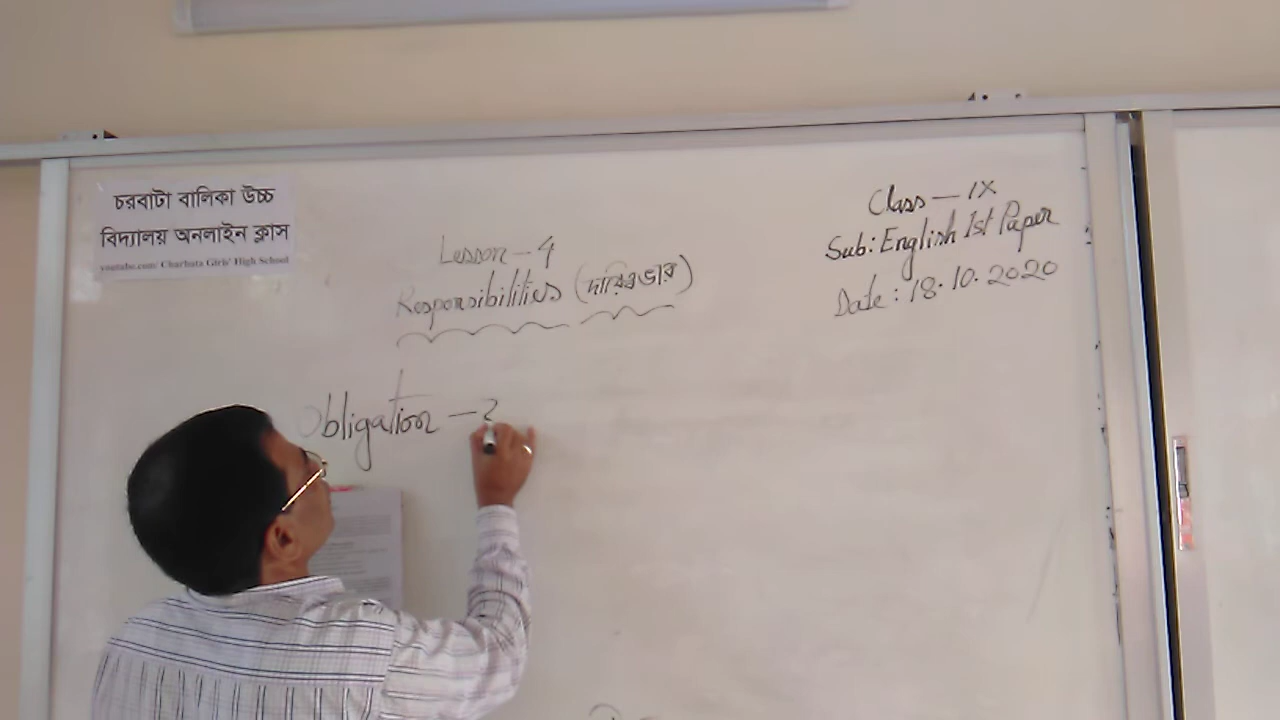 চরবাটা বালিকা উচ্চ
বিদ্যালয় অনলাইন ক্লাস
youtube.com/ Charbata Girls' High School
Class — IX
Sub: English 1st Paper
Date: 18.10.2020
Lesson - 4
Responsibilities (দায়িত্বভার)
Obligation —